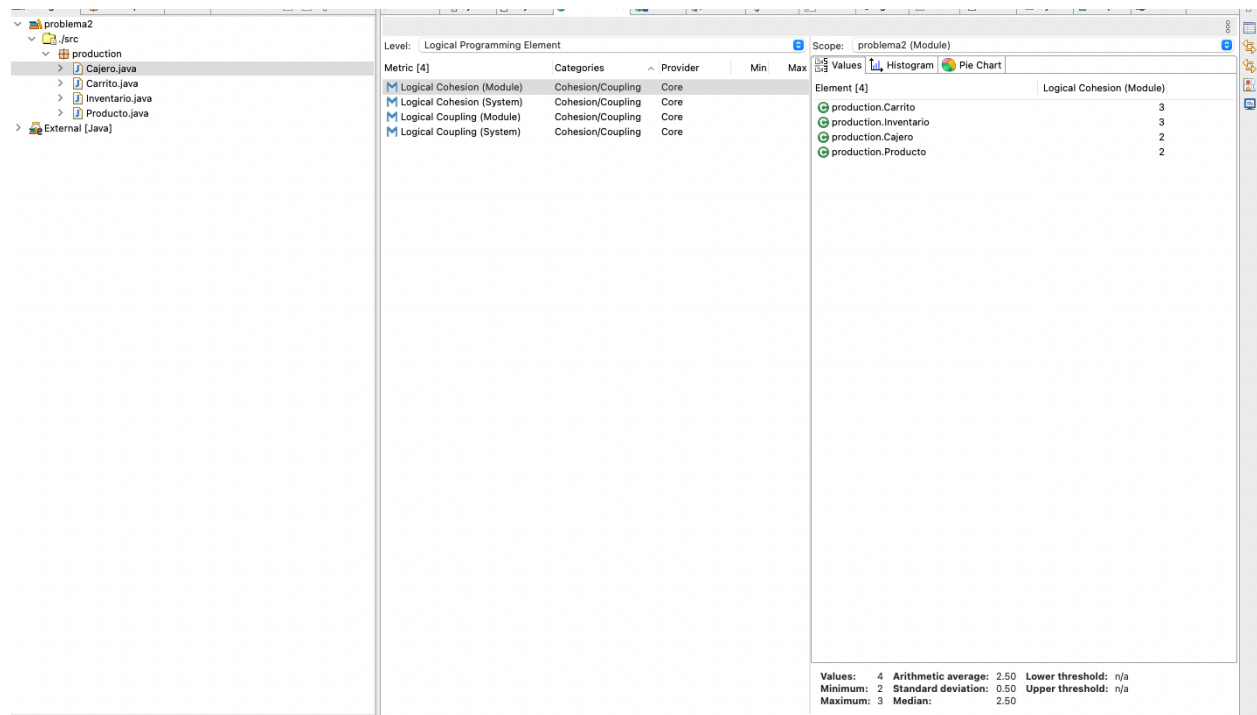 problema2
./src
production
Cajero.java
Carrito.java
Inventario.java
Producto.java
External [Java]
Level: Logical Programming Element
Metric [4] Categories Provider Min Max
Logical Cohesion (Module) Cohesion/Coupling Core
Logical Cohesion (System) Cohesion/Coupling Core
Logical Coupling (Module) Cohesion/Coupling Core
Logical Coupling (System) Cohesion/Coupling Core
Scope: problema2 (Module)
Values Histogram Pie Chart
Element [4] Logical Cohesion (Module)
production.Carrito 3
production.Inventario 3
production.Cajero 2
production.Producto 2
Values: 4 Arithmetic average: 2.50 Lower threshold: n/a
Minimum: 2 Standard deviation: 0.50 Upper threshold: n/a
Maximum: 3 Median: 2.50